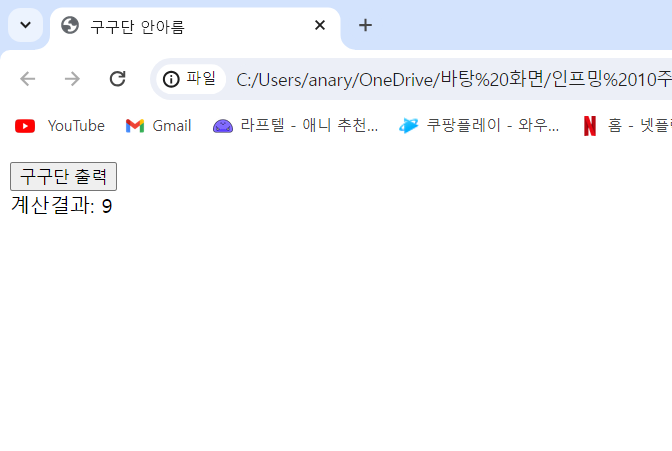 구구단 안아름
파일 C:/Users/anary/OneDrive/바탕%20화면/인프밍%2010주
YouTube Gmail 라프텔 - 애니 추천... 쿠팡플레이 - 와우... 홈 - 넷플
구구단 출력
계산결과: 9